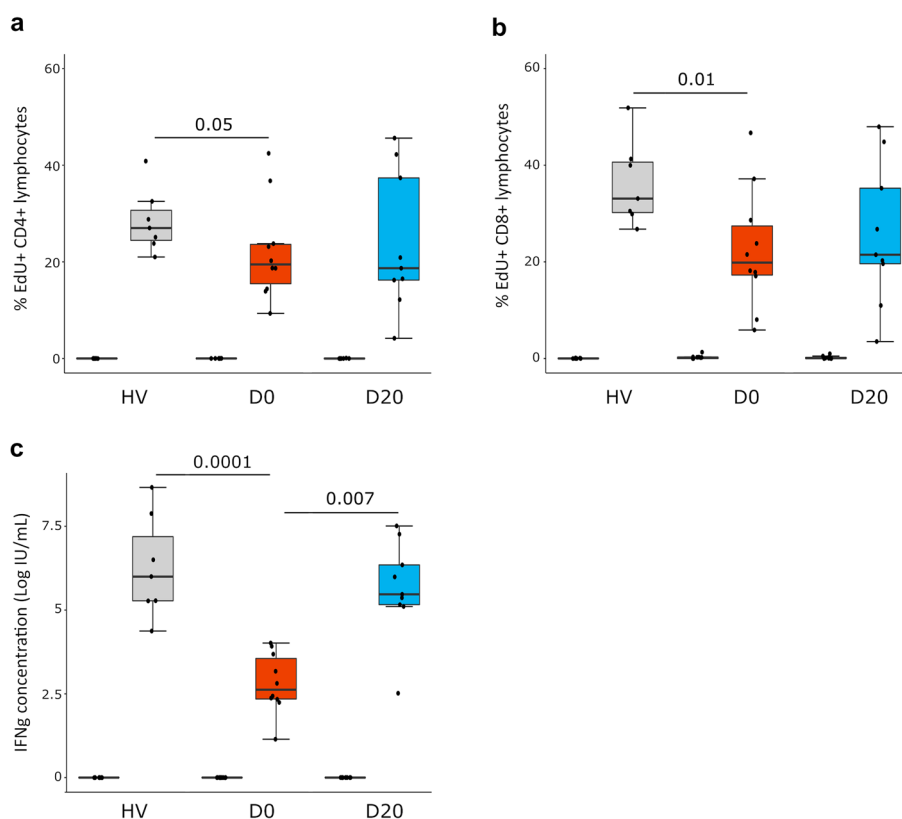 a
% EdU+ CD4+ lymphocytes
60
40
20
0
0.05
HV D0 D20
b
% EdU+ CD8+ lymphocytes
60
40
20
0
0.01
HV D0 D20
c
IFNg concentration (Log IU/mL)
7.5
5
2.5
0
0.0001
0.007
HV D0 D20